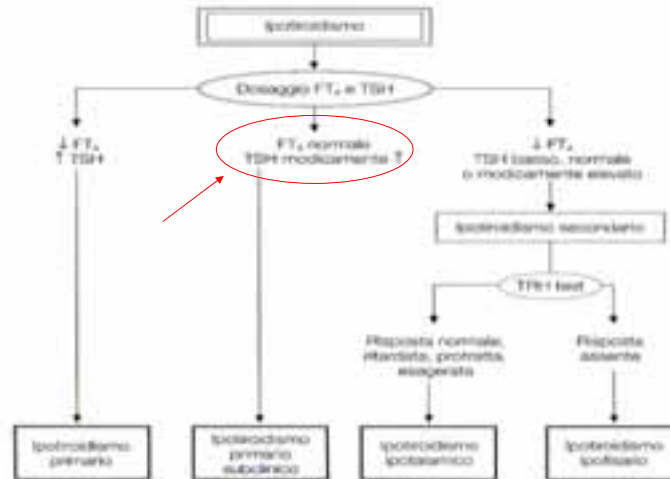 Ipotiroidismo
Dosaggio FT₄ e TSH
↓ FT₄
↑ TSH
FT₄ normale
TSH modicamente ↑
↓ FT₄
TSH basso, normale
o modicamente elevato
Ipotiroidismo secondario
TRH test
Risposta normale,
ritardata, protratta,
esagerata
Risposta
assente
Ipotiroidismo
primario
Ipotiroidismo
primario
subclinico
Ipotiroidismo
ipotalamico
Ipotiroidismo
ipofisario